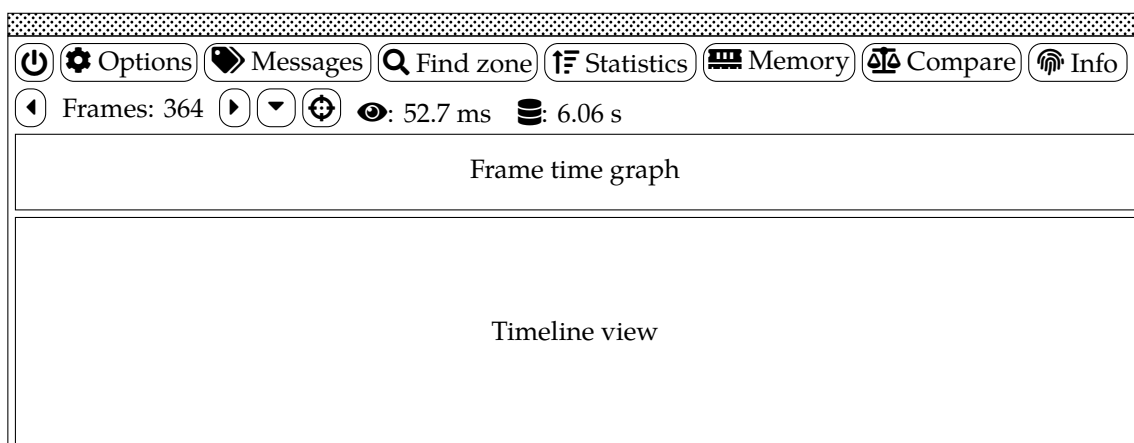 Options Messages Find zone Statistics Memory Compare Info
Frames: 364 : 52.7 ms : 6.06 s
Frame time graph
Timeline view